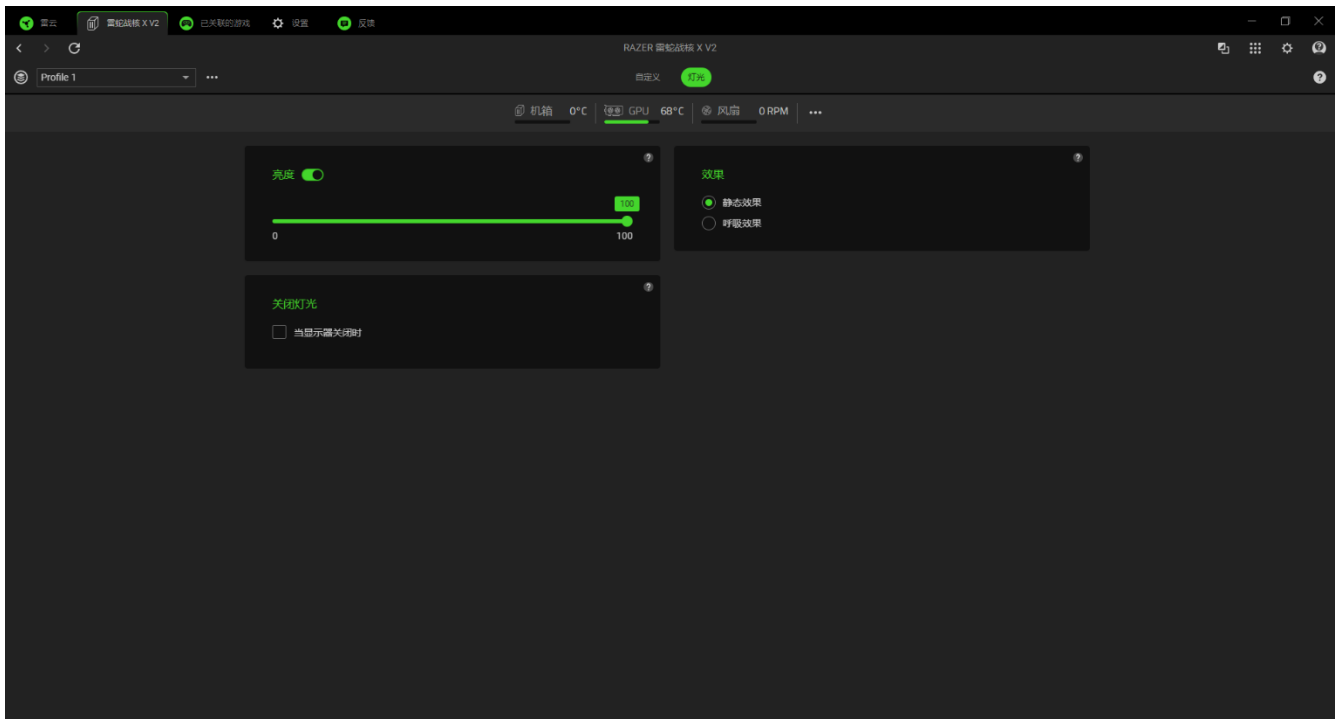 雷云 雷蛇战核 X V2 已关联的游戏 设置 反馈
RAZER 雷蛇战核 X V2
Profile 1 自定义 灯光
机箱 0°C GPU 68°C 风扇 0 RPM
亮度
100
0 100
效果
静态效果
呼吸效果
关闭灯光
当显示器关闭时